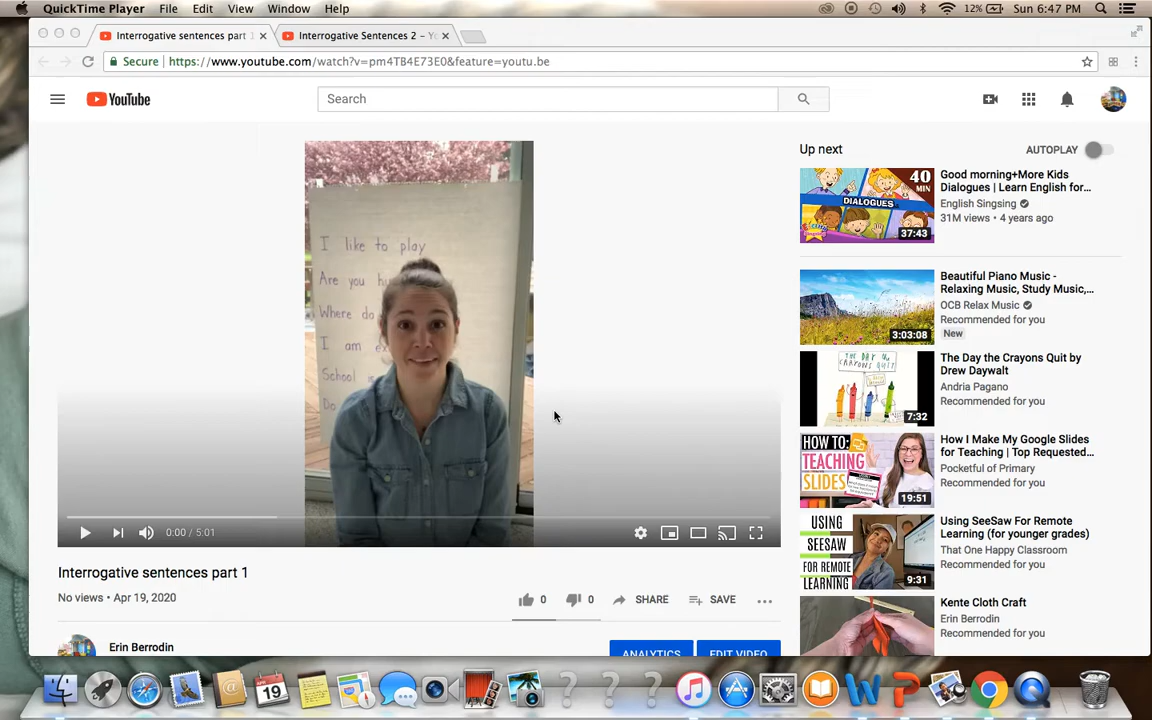 QuickTime Player File Edit View Window Help 12% Sun 6:47 PM
Interrogative sentences part 1 Interrogative Sentences 2 – Yo
Secure https://www.youtube.com/watch?v=pm4TB4E73E0&feature=youtu.be
YouTube Search
Up next AUTOPLAY
I like to play
Are you
Where do
I am
School
Do
0:00 / 5:01
Interrogative sentences part 1
No views • Apr 19, 2020
0 0 SHARE SAVE
Erin Berrodin
ANALYTICS EDIT VIDEO
40
MIN
DIALOGUES
37:43
Good morning+More Kids
Dialogues | Learn English for...
English Singsing
31M views • 4 years ago
3:03:08
Beautiful Piano Music -
Relaxing Music, Study Music,...
OCB Relax Music
Recommended for you
New
THE DAY THE
CRAYONS QUIT
7:32
The Day the Crayons Quit by
Drew Daywalt
Andria Pagano
Recommended for you
HOW TO:
TEACHING
SLIDES
19:51
How I Make My Google Slides
for Teaching | Top Requested...
Pocketful of Primary
Recommended for you
USING
SEESAW
FOR REMOTE
LEARNING
9:31
Using SeeSaw For Remote
Learning (for younger grades)
That One Happy Classroom
Recommended for you
Kente Cloth Craft
Erin Berrodin
Recommended for you
19